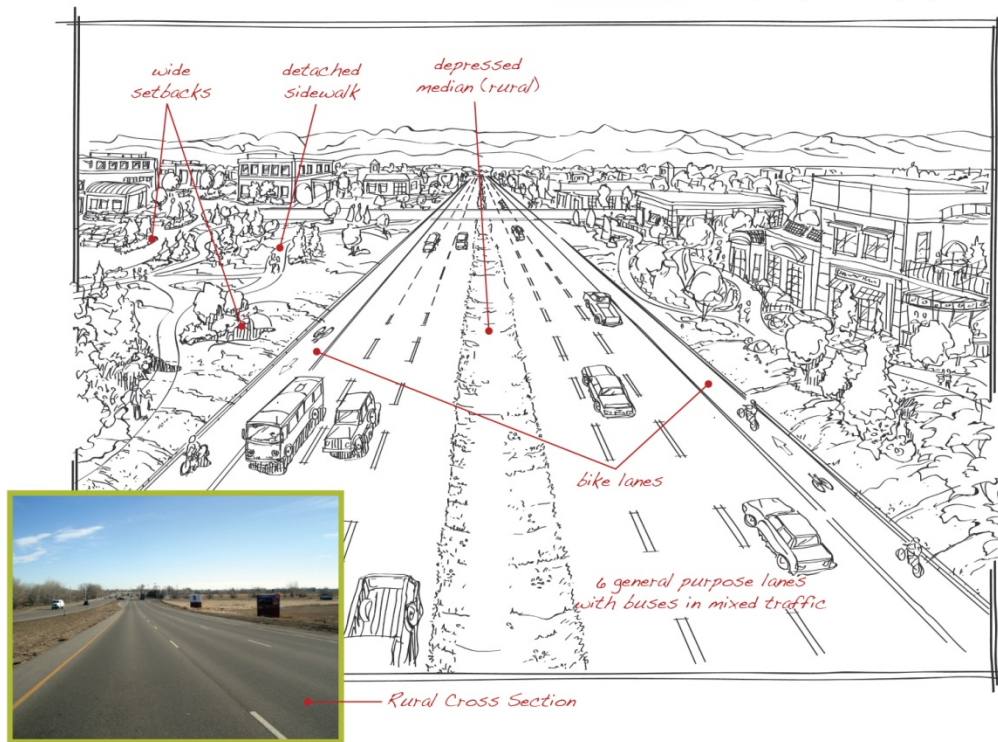 wide
setbacks
detached
sidewalk
depressed
median (rural)
bike lanes
6 general purpose lanes
with buses in mixed traffic
Rural Cross Section